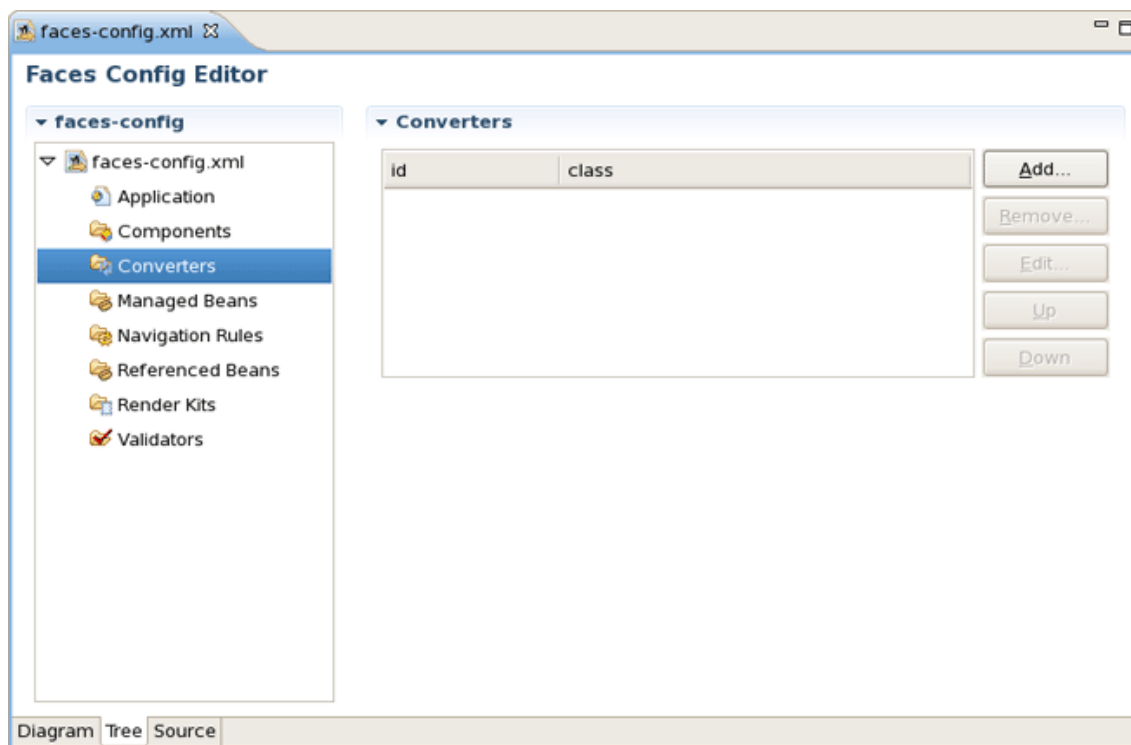 faces-config.xml
Faces Config Editor
faces-config
faces-config.xml
Application
Components
Converters
Managed Beans
Navigation Rules
Referenced Beans
Render Kits
Validators
Converters
id class
Add...
Remove...
Edit...
Up
Down
Diagram Tree Source